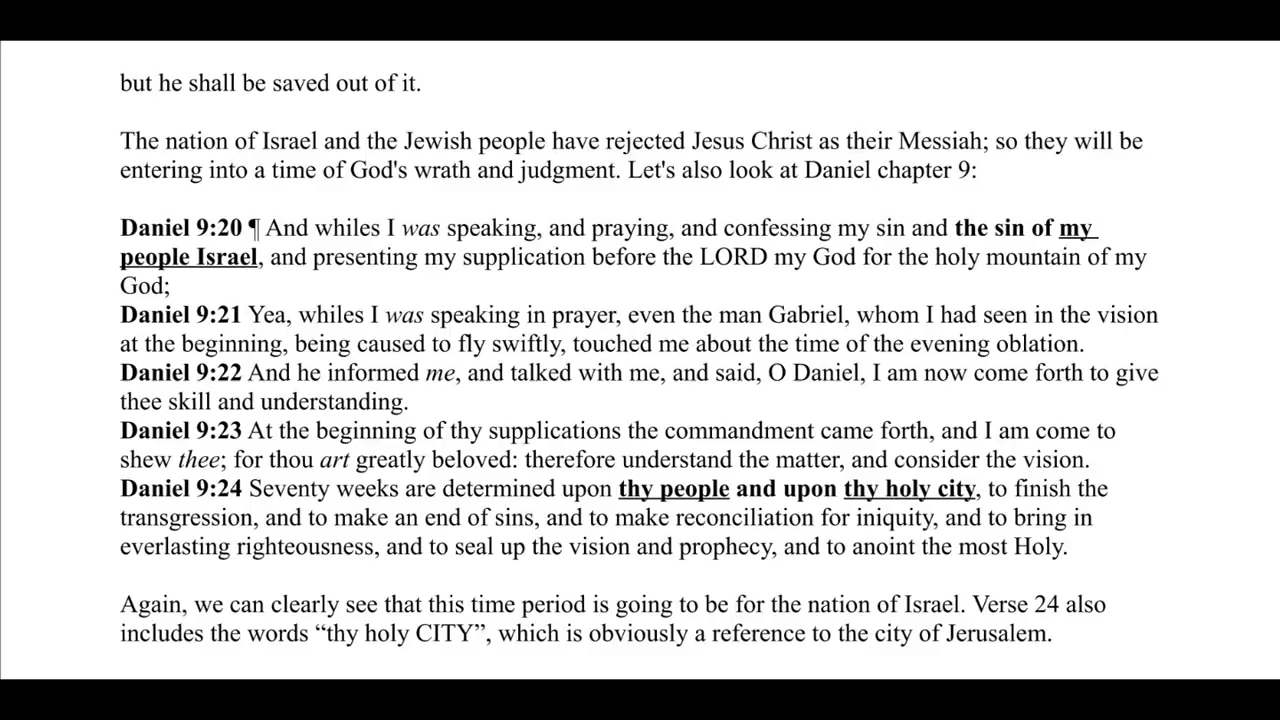 but he shall be saved out of it.
The nation of Israel and the Jewish people have rejected Jesus Christ as their Messiah; so they will be
entering into a time of God's wrath and judgment. Let's also look at Daniel chapter 9:
Daniel 9:20 ¶ And whiles I was speaking, and praying, and confessing my sin and the sin of my
people Israel, and presenting my supplication before the LORD my God for the holy mountain of my
God;
Daniel 9:21 Yea, whiles I was speaking in prayer, even the man Gabriel, whom I had seen in the vision
at the beginning, being caused to fly swiftly, touched me about the time of the evening oblation.
Daniel 9:22 And he informed me, and talked with me, and said, O Daniel, I am now come forth to give
thee skill and understanding.
Daniel 9:23 At the beginning of thy supplications the commandment came forth, and I am come to
shew thee; for thou art greatly beloved: therefore understand the matter, and consider the vision.
Daniel 9:24 Seventy weeks are determined upon thy people and upon thy holy city, to finish the
transgression, and to make an end of sins, and to make reconciliation for iniquity, and to bring in
everlasting righteousness, and to seal up the vision and prophecy, and to anoint the most Holy.
Again, we can clearly see that this time period is going to be for the nation of Israel. Verse 24 also
includes the words “thy holy CITY”, which is obviously a reference to the city of Jerusalem.